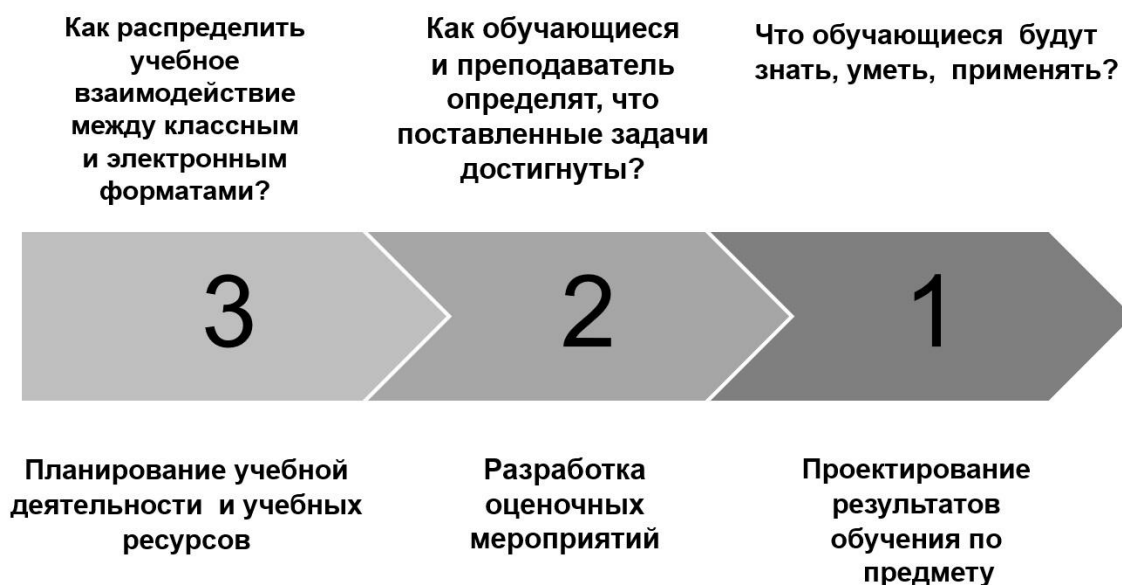 Как распределить
учебное
взаимодействие
между классным
и электронным
форматами?
Как обучающиеся
и преподаватель
определят, что
поставленные задачи
достигнуты?
Что обучающиеся будут
знать, уметь, применять?
3
2
1
Планирование учебной
деятельности и учебных
ресурсов
Разработка
оценочных
мероприятий
Проектирование
результатов
обучения по
предмету